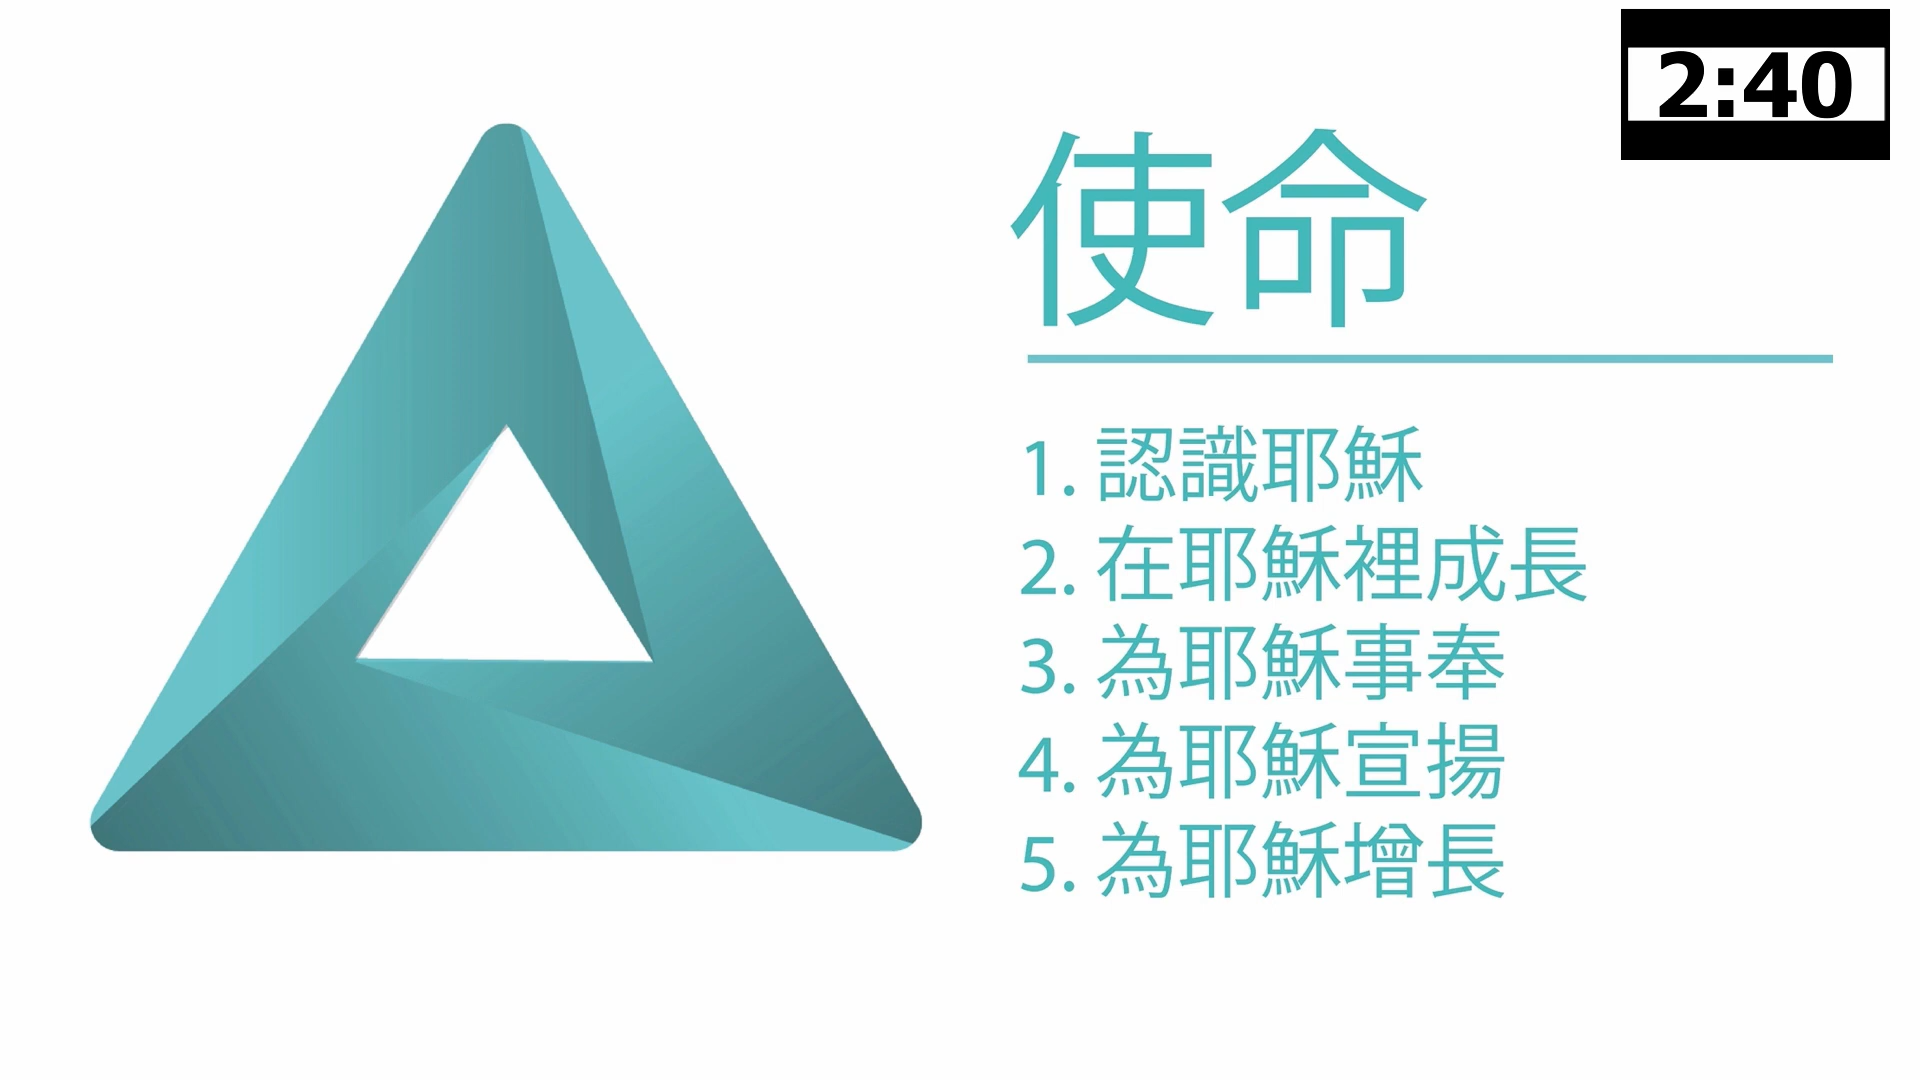 2:40
使命
1. 認識耶穌
2. 在耶穌裡成長
3. 為耶穌事奉
4. 為耶穌宣揚
5. 為耶穌增長